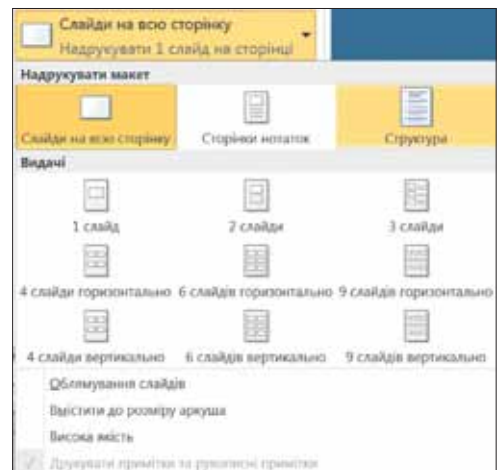 Слайди на всю сторінку
Надрукувати 1 слайд на сторінці
Надрукувати макет
Слайди на всю сторінку Сторінки нотаток Структура
Видачі
1 слайд 2 слайди 3 слайди
4 слайди горизонтально 6 слайдів горизонтально 9 слайдів горизонтально
4 слайди вертикально 6 слайдів вертикально 9 слайдів вертикально
Облямування слайдів
Вмістити до розміру аркуша
Висока якість
Друкувати примітки та рукописні примітки